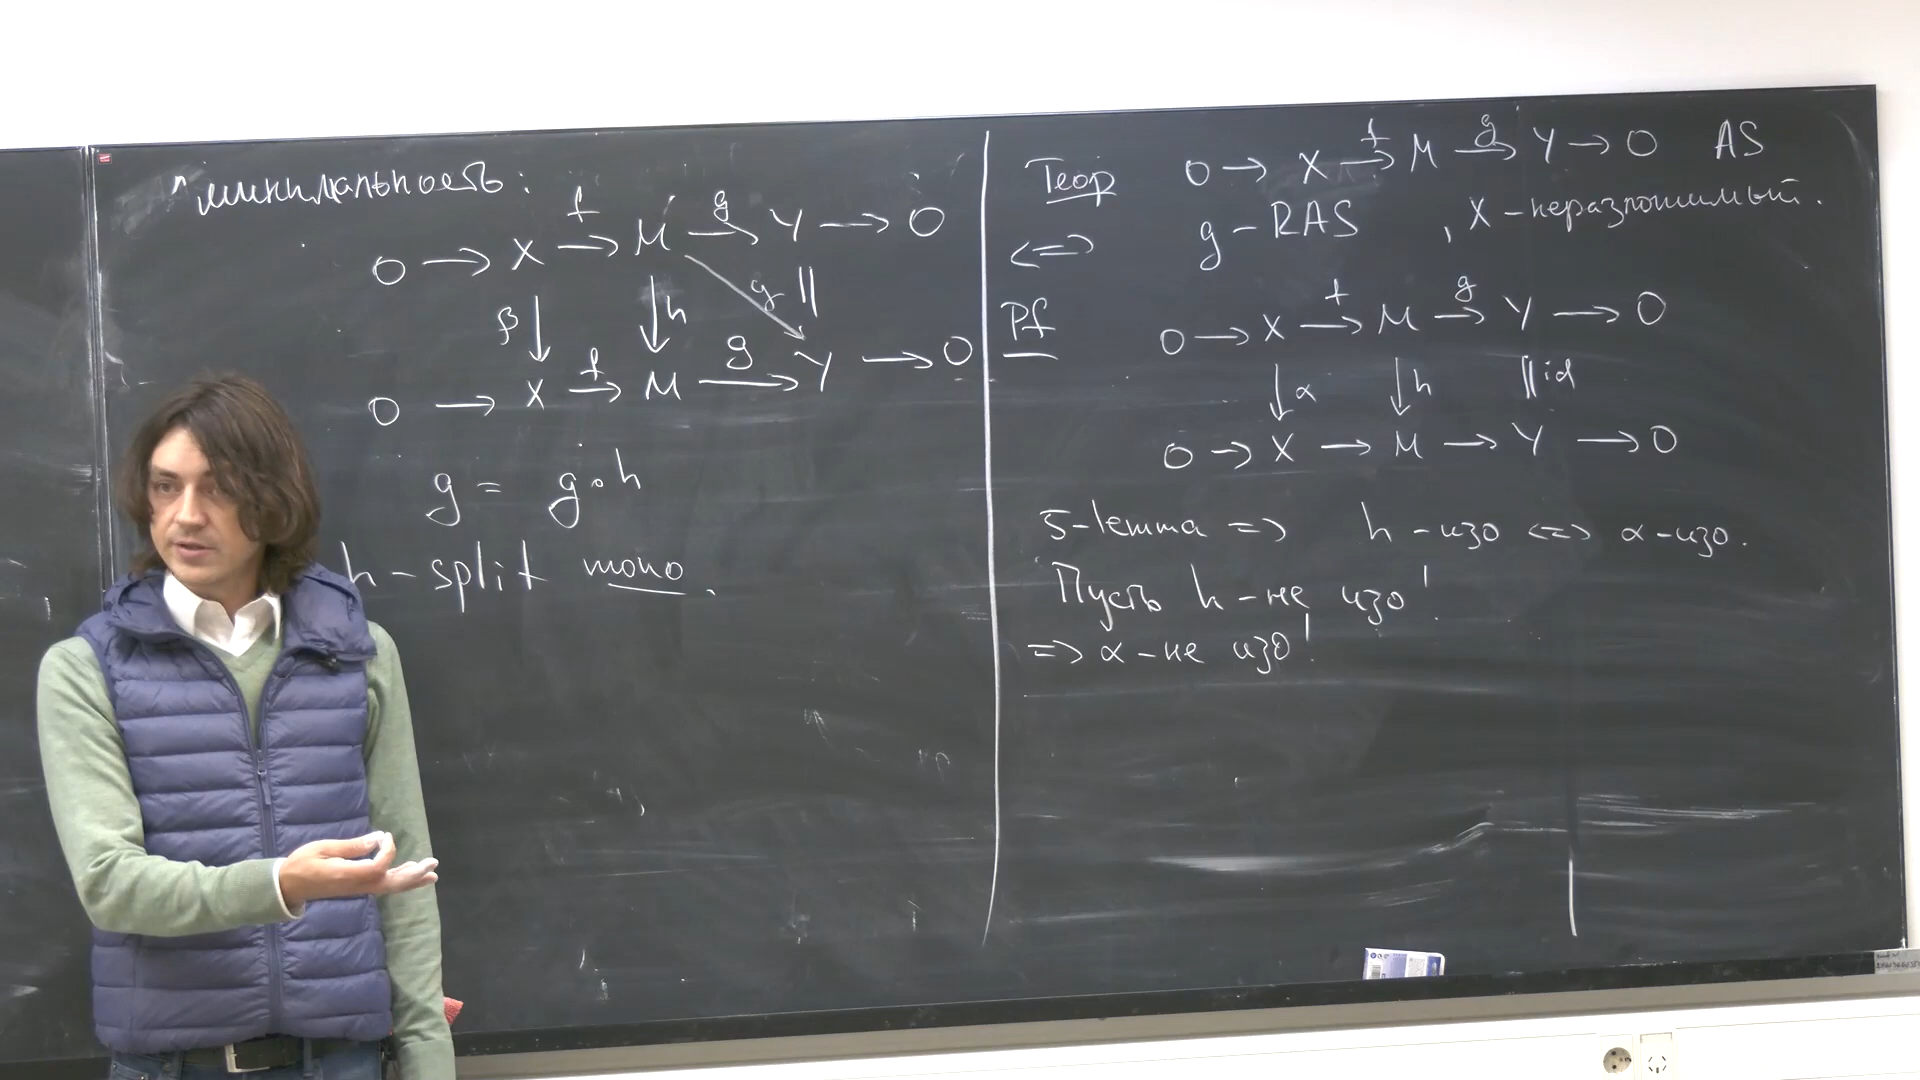 "минимальность:
0 → X →f M →g Y → 0
β↓ ↓h g ||
0 → X →f M →g Y → 0
g = g∘h
h - split mono.
Теор 0 → X →f M →g Y → 0 AS
⟺ g - RAS , X - неразложимый.
Pf 0 → X →f M →g Y → 0
↓α ↓h || id
0 → X → M → Y → 0
5-lemma ⇒ h - изо ⟺ α - изо.
Пусть h - не изо!
⇒ α - не изо!